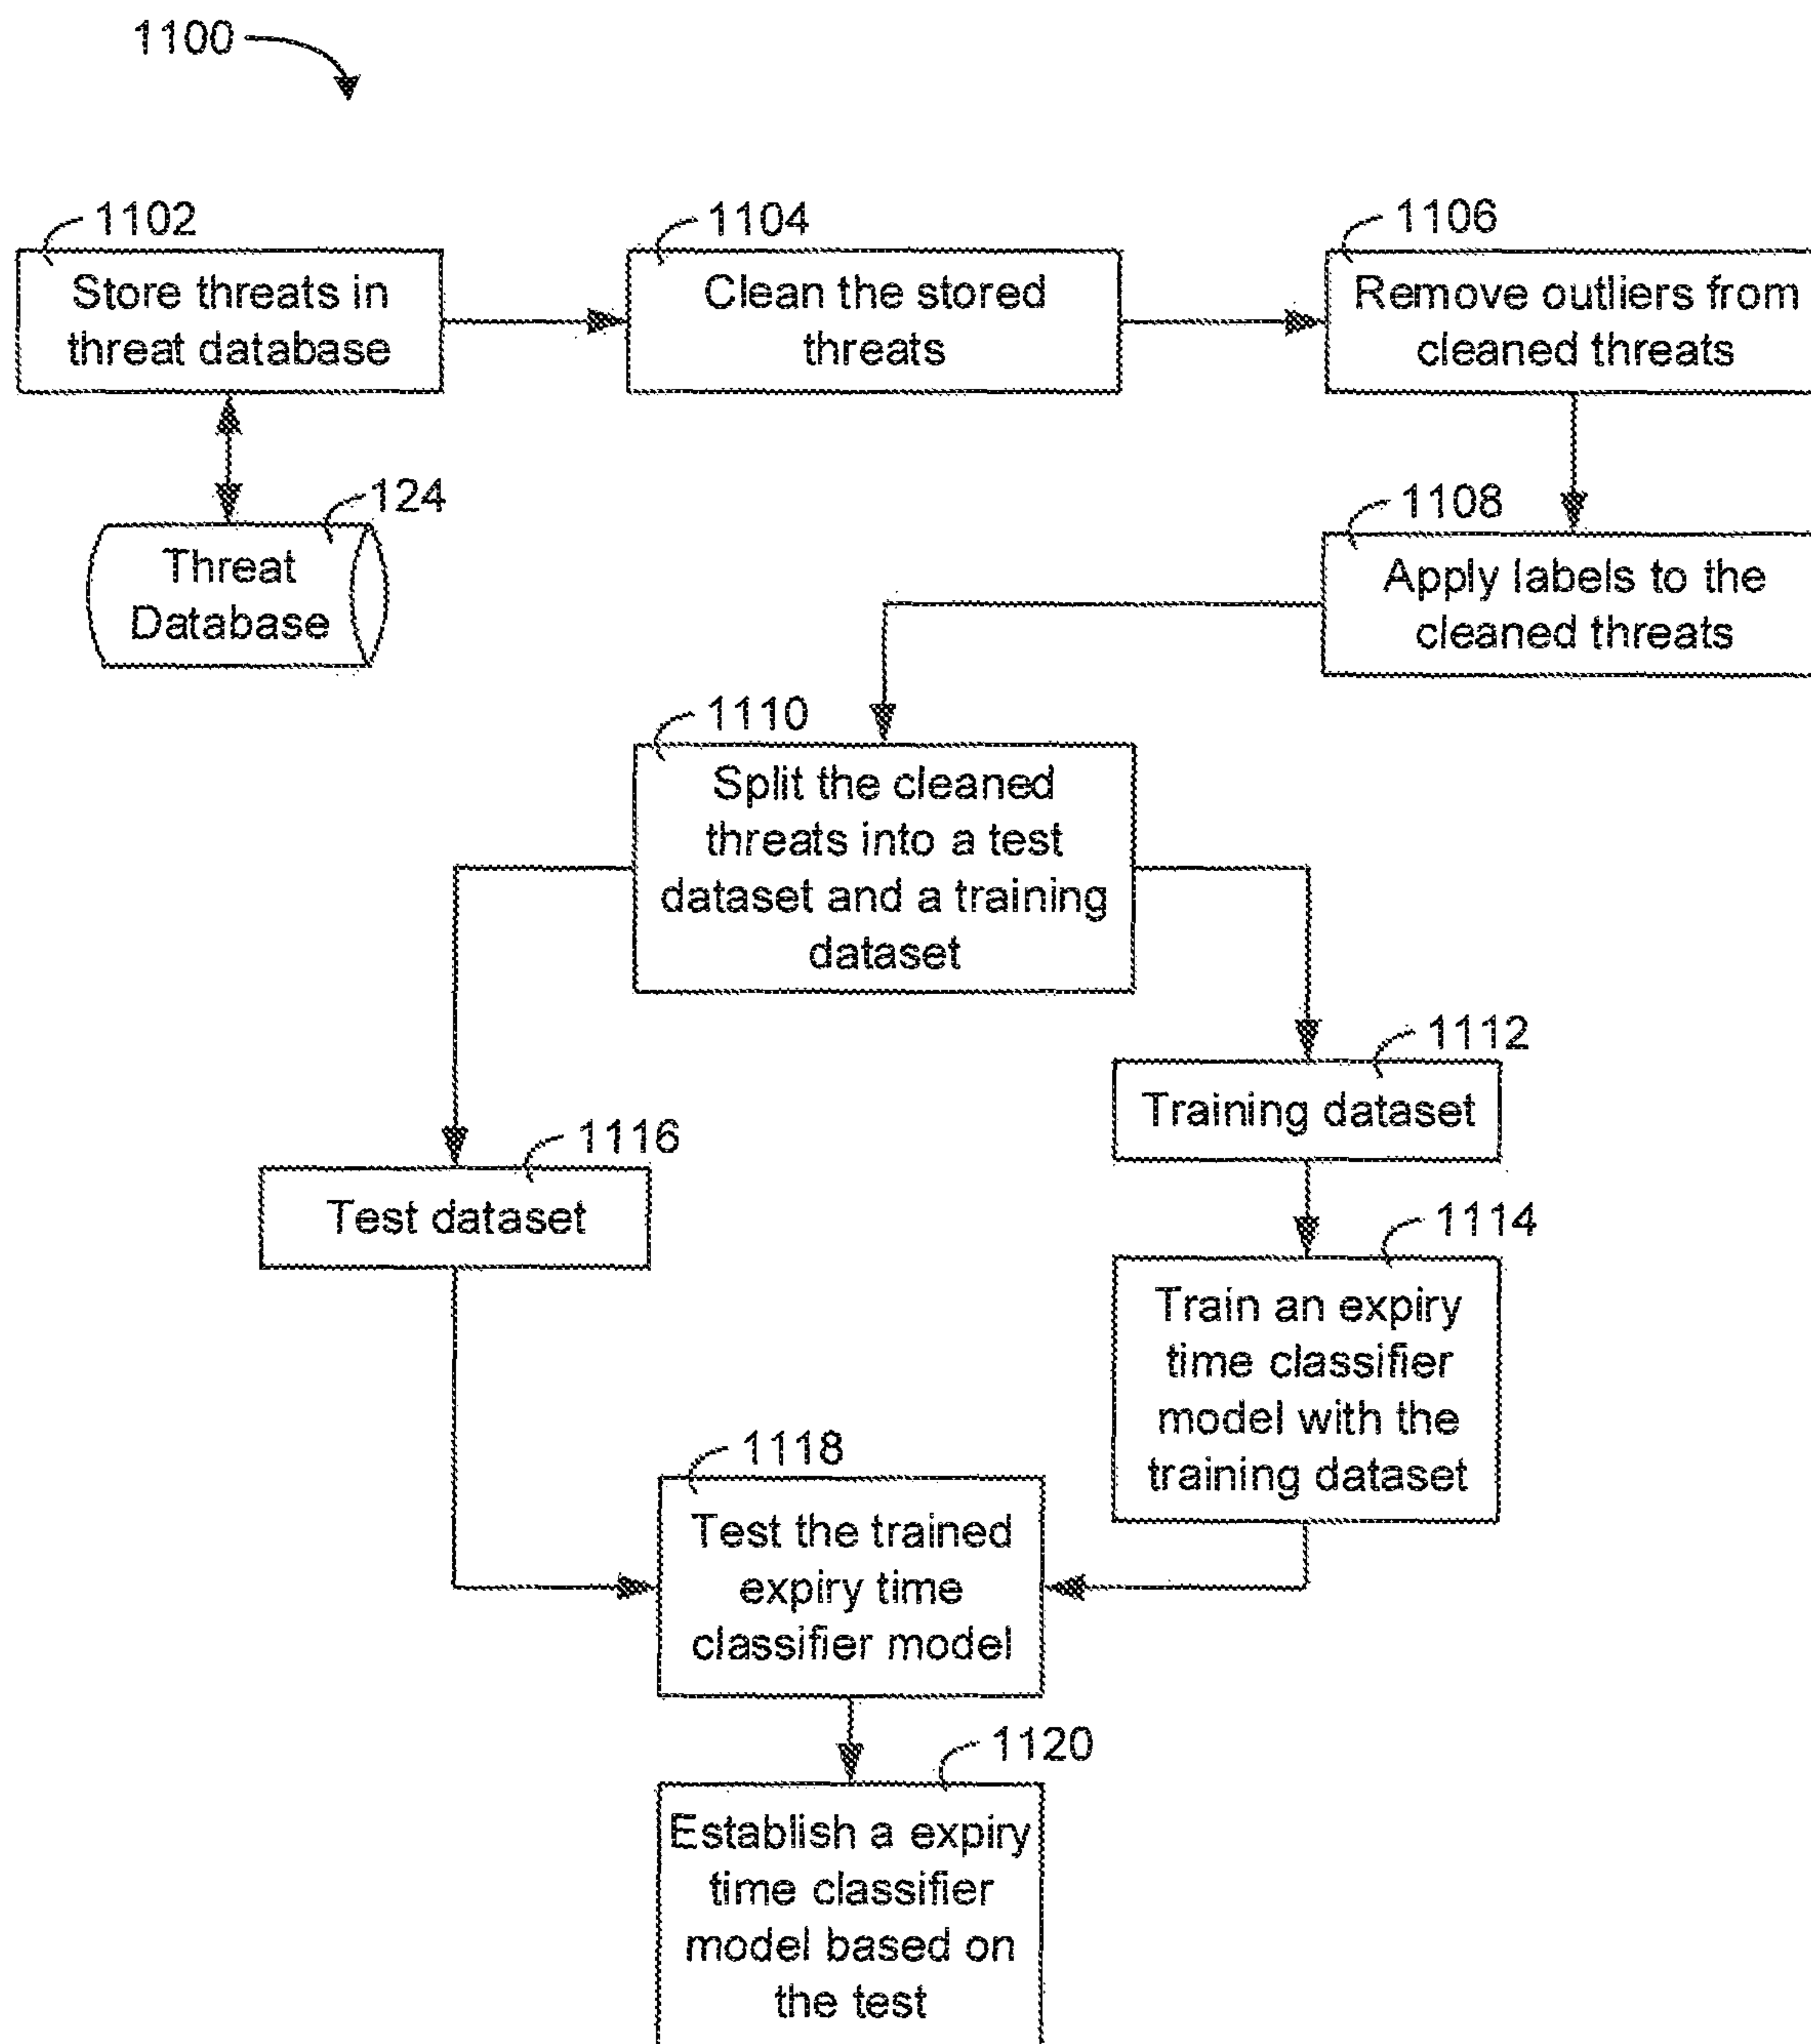 1100
1102
Store threats in
threat database
1104
Clean the stored
threats
1106
Remove outliers from
cleaned threats
124
Threat
Database
1108
Apply labels to the
cleaned threats
1110
Split the cleaned
threats into a test
dataset and a training
dataset
1112
Training dataset
1116
Test dataset
1114
Train an expiry
time classifier
model with the
training dataset
1118
Test the trained
expiry time
classifier model
1120
Establish a expiry
time classifier
model based on
the test